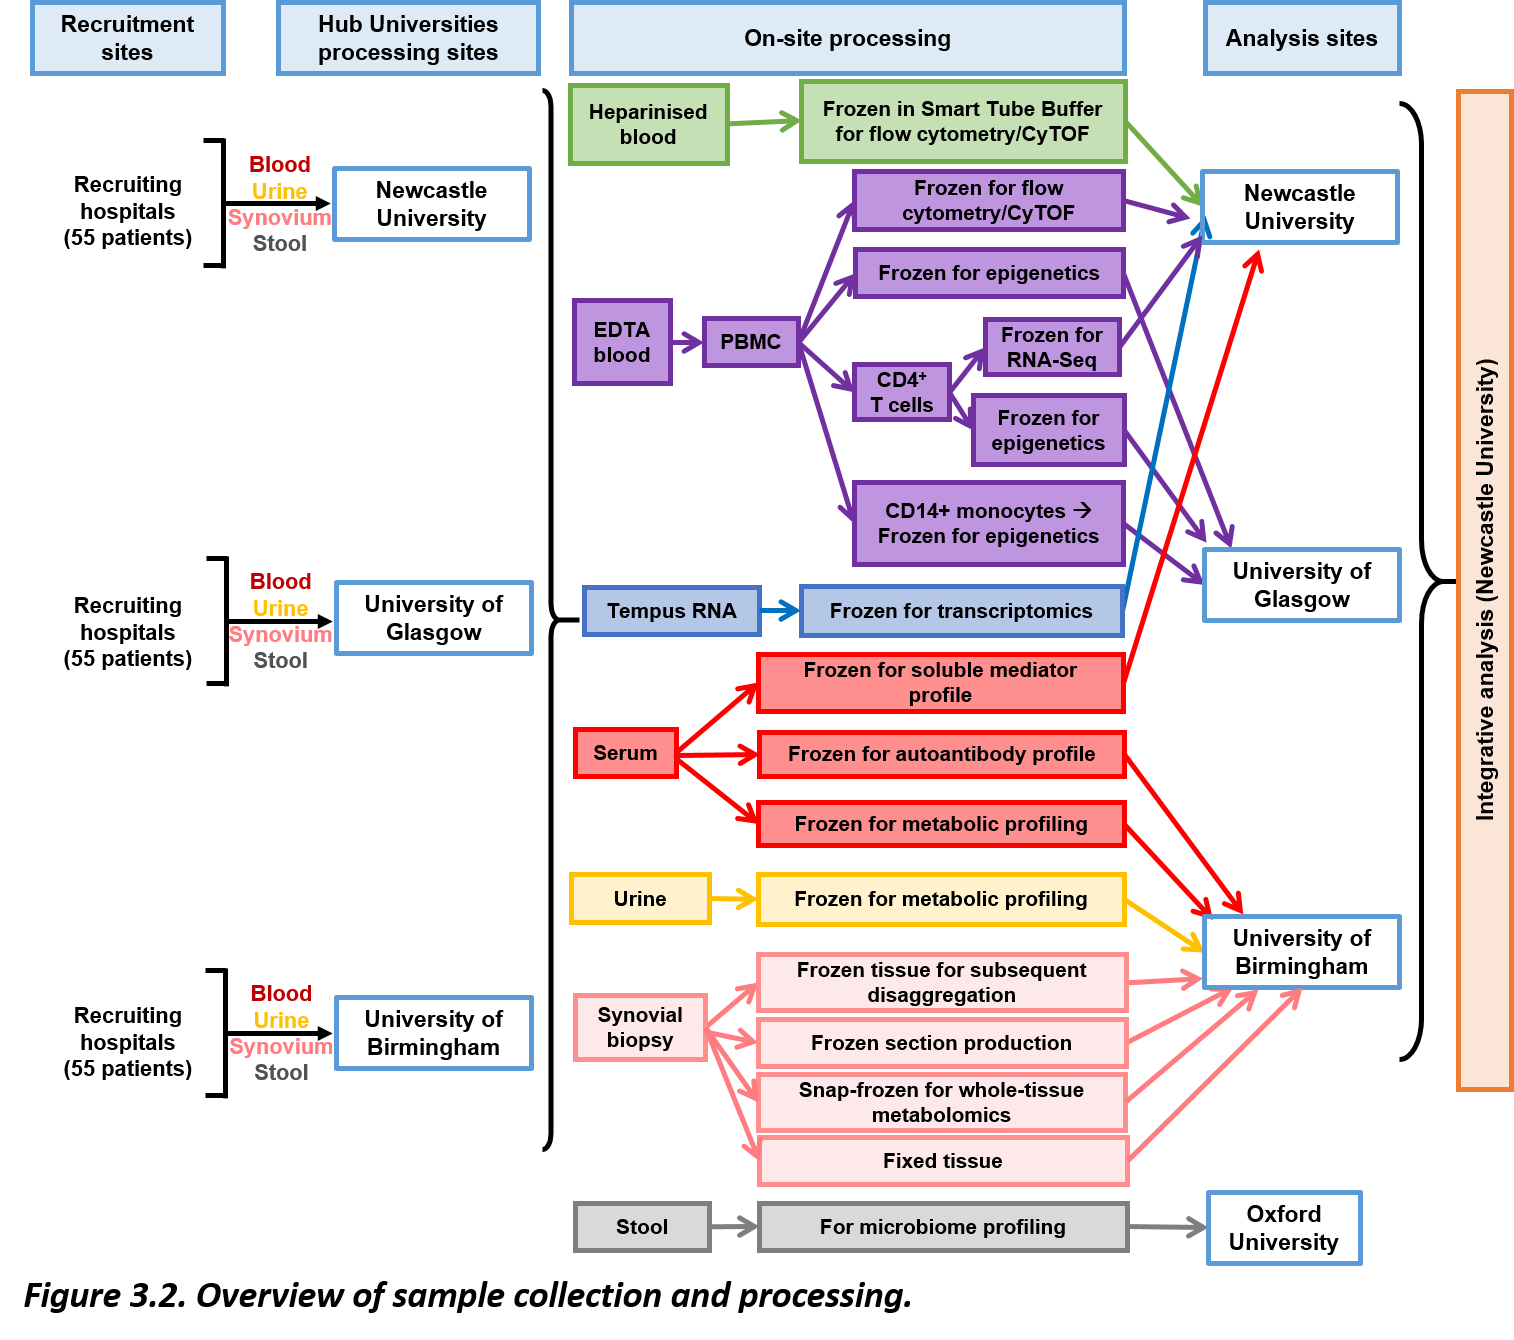 Recruitment
sites
Hub Universities
processing sites
On-site processing
Analysis sites
Recruiting
hospitals
(55 patients)
Blood
Urine
Synovium
Stool
Newcastle
University
Recruiting
hospitals
(55 patients)
Blood
Urine
Synovium
Stool
University of
Glasgow
Recruiting
hospitals
(55 patients)
Blood
Urine
Synovium
Stool
University of
Birmingham
Heparinised
blood
Frozen in Smart Tube Buffer
for flow cytometry/CyTOF
EDTA
blood
PBMC
Frozen for flow
cytometry/CyTOF
Frozen for epigenetics
CD4⁺
T cells
Frozen for
RNA-Seq
Frozen for
epigenetics
CD14+ monocytes →
Frozen for epigenetics
Tempus RNA
Frozen for transcriptomics
Serum
Frozen for soluble mediator
profile
Frozen for autoantibody profile
Frozen for metabolic profiling
Urine
Frozen for metabolic profiling
Synovial
biopsy
Frozen tissue for subsequent
disaggregation
Frozen section production
Snap-frozen for whole-tissue
metabolomics
Fixed tissue
Stool
For microbiome profiling
Newcastle
University
University of
Glasgow
University of
Birmingham
Oxford
University
Integrative analysis (Newcastle University)
Figure 3.2. Overview of sample collection and processing.